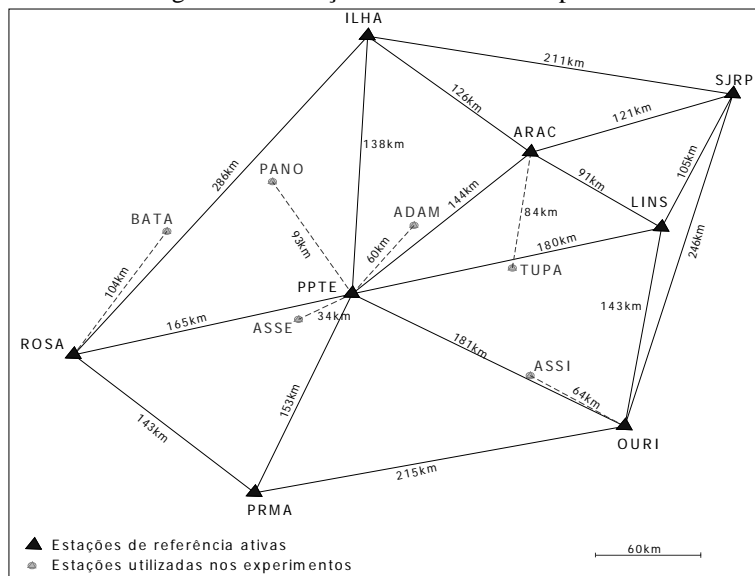 ILHA
211km
SJRP
126km
121km
ARAC
138km
PANO
286km
105km
144km
91km
LINS
ADAM
84km
246km
BATA
93km
60km
180km
TUPA
104km
PPTE
143km
165km
34km
ASSE
ROSA
181km
ASSI
64km
153km
143km
OURI
215km
PRMA
Estações de referência ativas
60km
Estações utilizadas nos experimentos